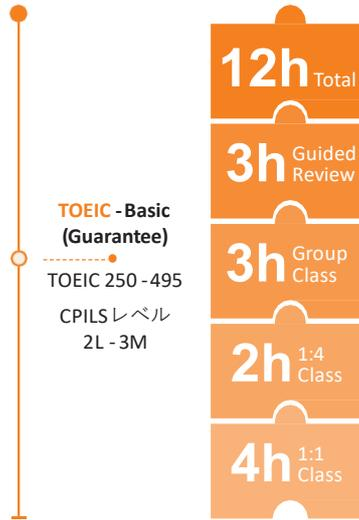 TOEIC - Basic
(Guarantee)
TOEIC 250 - 495
CPILSレベル
2L - 3M
12h Total
3h Guided
Review
3h Group
Class
2h 1:4
Class
4h 1:1
Class